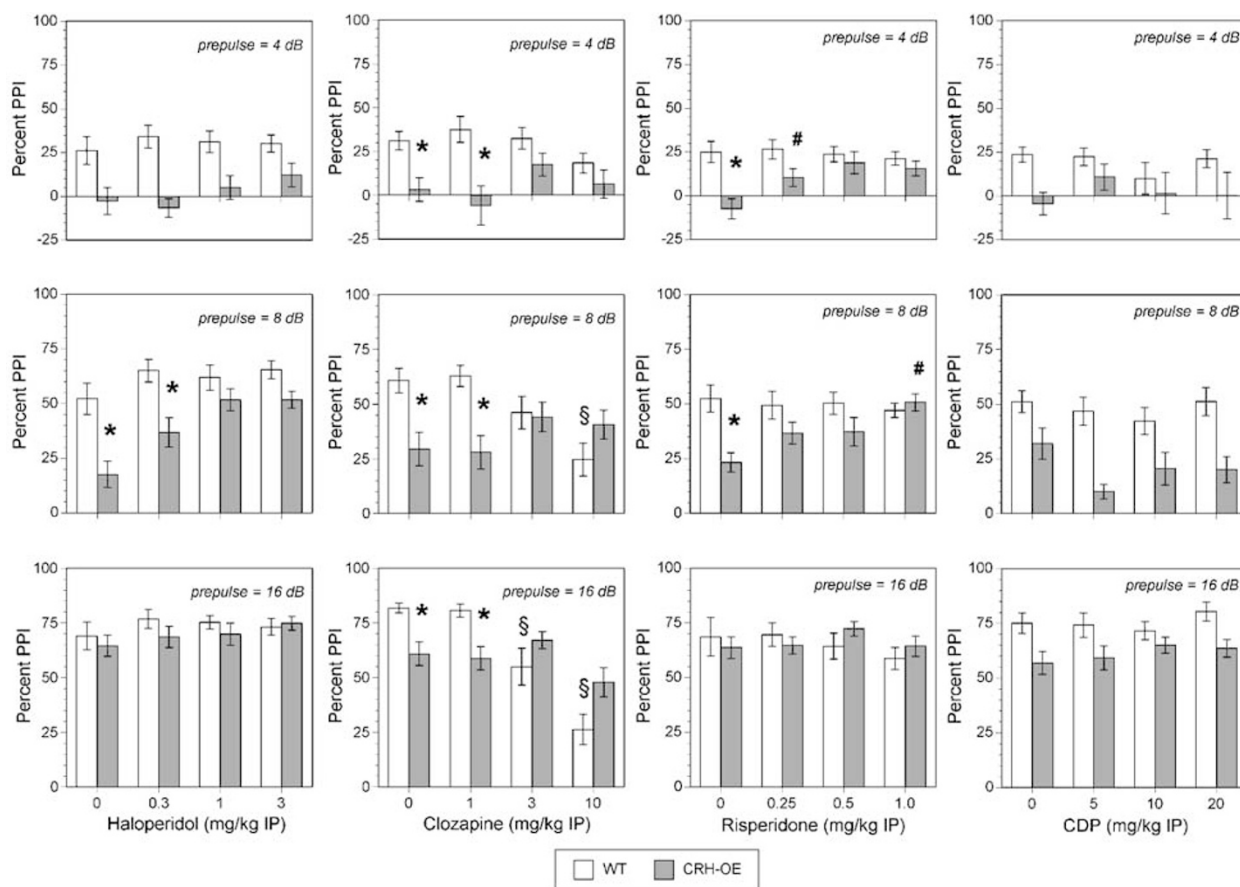 100
75
50
25
0
-25
Percent PPI
prepulse = 4 dB
*
*
100
75
50
25
0
-25
Percent PPI
prepulse = 4 dB
*
#
100
75
50
25
0
-25
Percent PPI
prepulse = 4 dB
100
75
50
25
0
-25
Percent PPI
prepulse = 4 dB
100
75
50
25
0
Percent PPI
prepulse = 8 dB
*
*
100
75
50
25
0
Percent PPI
prepulse = 8 dB
*
*
§
100
75
50
25
0
Percent PPI
prepulse = 8 dB
*
#
100
75
50
25
0
Percent PPI
prepulse = 8 dB
100
75
50
25
0
Percent PPI
prepulse = 16 dB
0 0.3 1 3
Haloperidol (mg/kg IP)
100
75
50
25
0
Percent PPI
prepulse = 16 dB
*
*
§
§
0 1 3 10
Clozapine (mg/kg IP)
100
75
50
25
0
Percent PPI
prepulse = 16 dB
0 0.25 0.5 1.0
Risperidone (mg/kg IP)
100
75
50
25
0
Percent PPI
prepulse = 16 dB
0 5 10 20
CDP (mg/kg IP)
WT CRH-OE